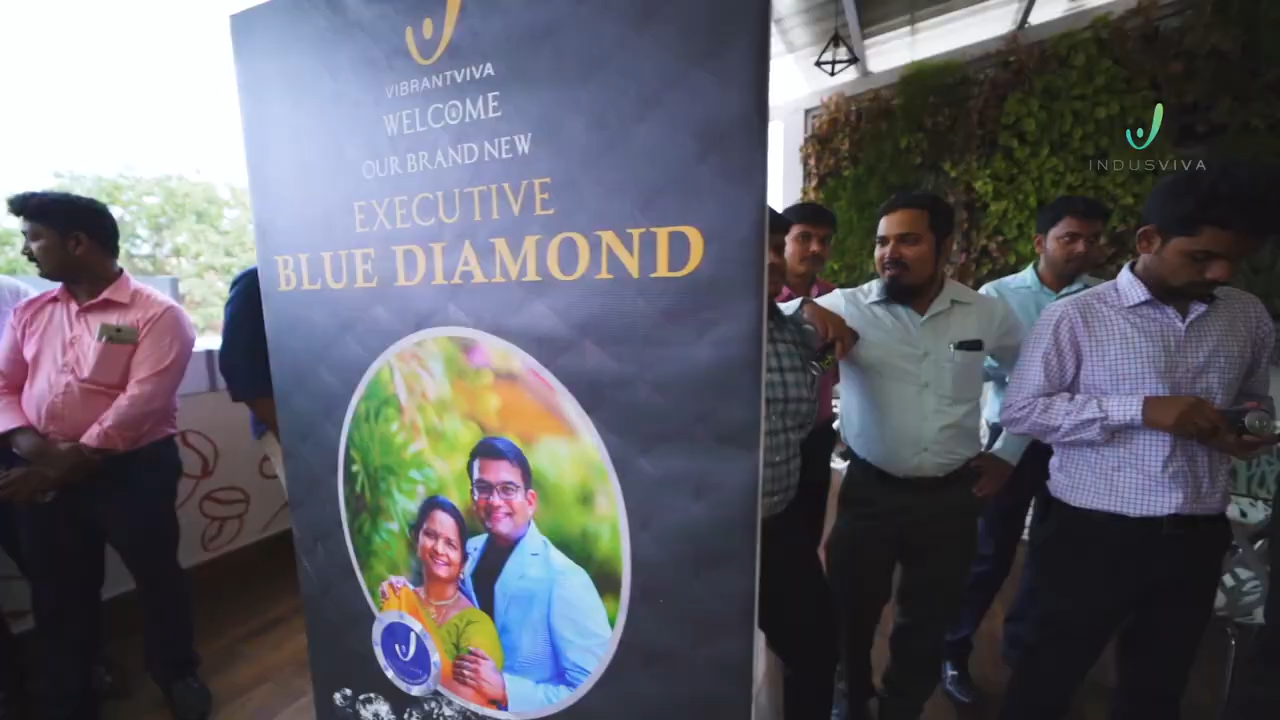 VIBRANTVIVA
WELCOME
OUR BRAND NEW
EXECUTIVE
BLUE DIAMOND
INDUSVIVA